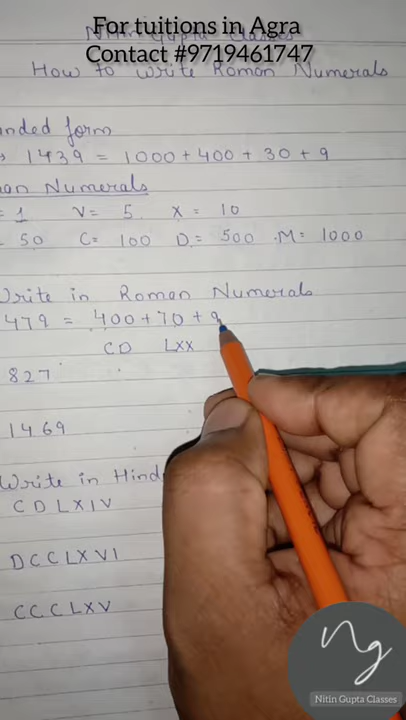 For tuitions in Agra
Contact #9719461747
How to write Roman Numerals
nded form
1439 = 1000 + 400 + 30 + 9
an Numerals
= 1 V = 5 X = 10
= 50 C = 100 D = 500 M = 1000
Write in Roman Numerals
479 = 400 + 70 + 9
CD LXX
827
1469
Write in Hind
CDLXIV
DCCLXVI
CCCLXV
ng
Nitin Gupta Classes